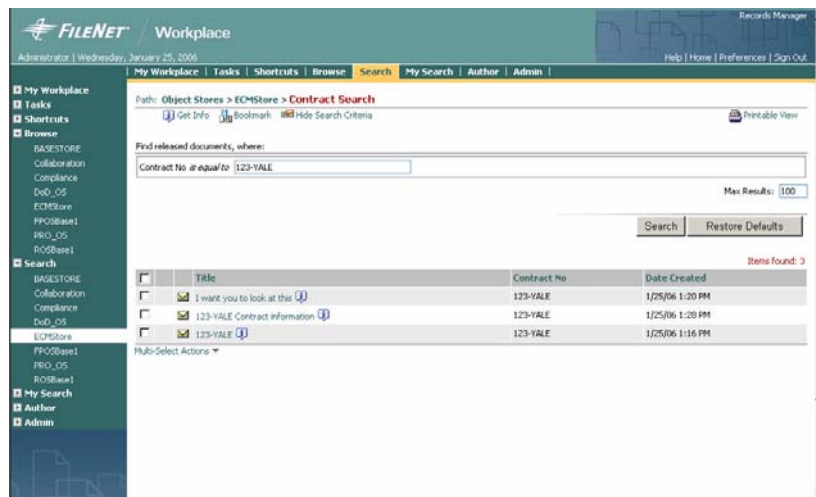 Records Manager
FILENET Workplace
Administrator | Wednesday, January 25, 2006
Help | Home | Preferences | Sign Out
My Workplace | Tasks | Shortcuts | Browse Search My Search | Author | Admin |
My Workplace
Tasks
Shortcuts
Browse
BASESTORE
Collaboration
Compliance
DoD_OS
ECMStore
FPOSBase1
PRO_OS
ROSBase1
Search
BASESTORE
Collaboration
Compliance
DoD_OS
ECMStore
FPOSBase1
PRO_OS
ROSBase1
My Search
Author
Admin
Path: Object Stores > ECMStore > Contract Search
Get Info Bookmark Hide Search Criteria
Printable View
Find released documents, where:
Contract No is equal to 123-YALE
Max Results: 100
Search Restore Defaults
Items found: 3
Title Contract No Date Created
I want you to look at this 123-YALE 1/25/06 1:20 PM
123-YALE Contract information 123-YALE 1/25/06 1:28 PM
123-YALE 123-YALE 1/25/06 1:16 PM
Multi-Select Actions